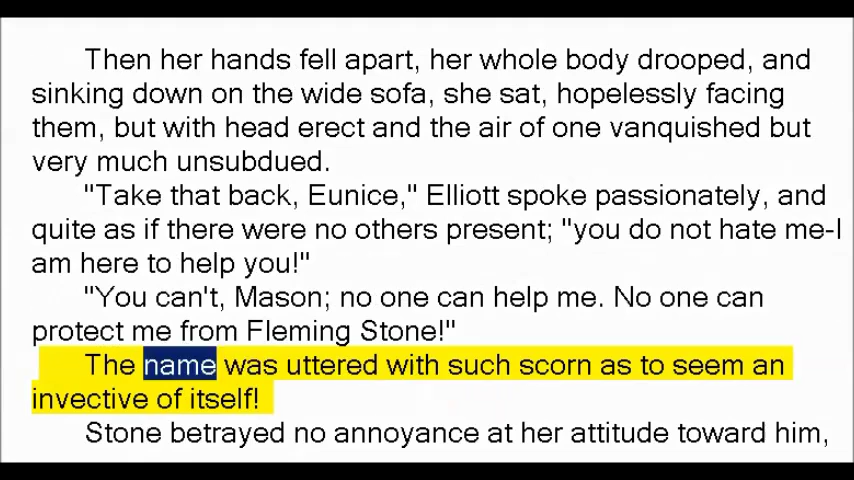 Then her hands fell apart, her whole body drooped, and
sinking down on the wide sofa, she sat, hopelessly facing
them, but with head erect and the air of one vanquished but
very much unsubdued.
"Take that back, Eunice," Elliott spoke passionately, and
quite as if there were no others present; "you do not hate me-I
am here to help you!"
"You can't, Mason; no one can help me. No one can
protect me from Fleming Stone!"
The name was uttered with such scorn as to seem an
invective of itself!
Stone betrayed no annoyance at her attitude toward him,